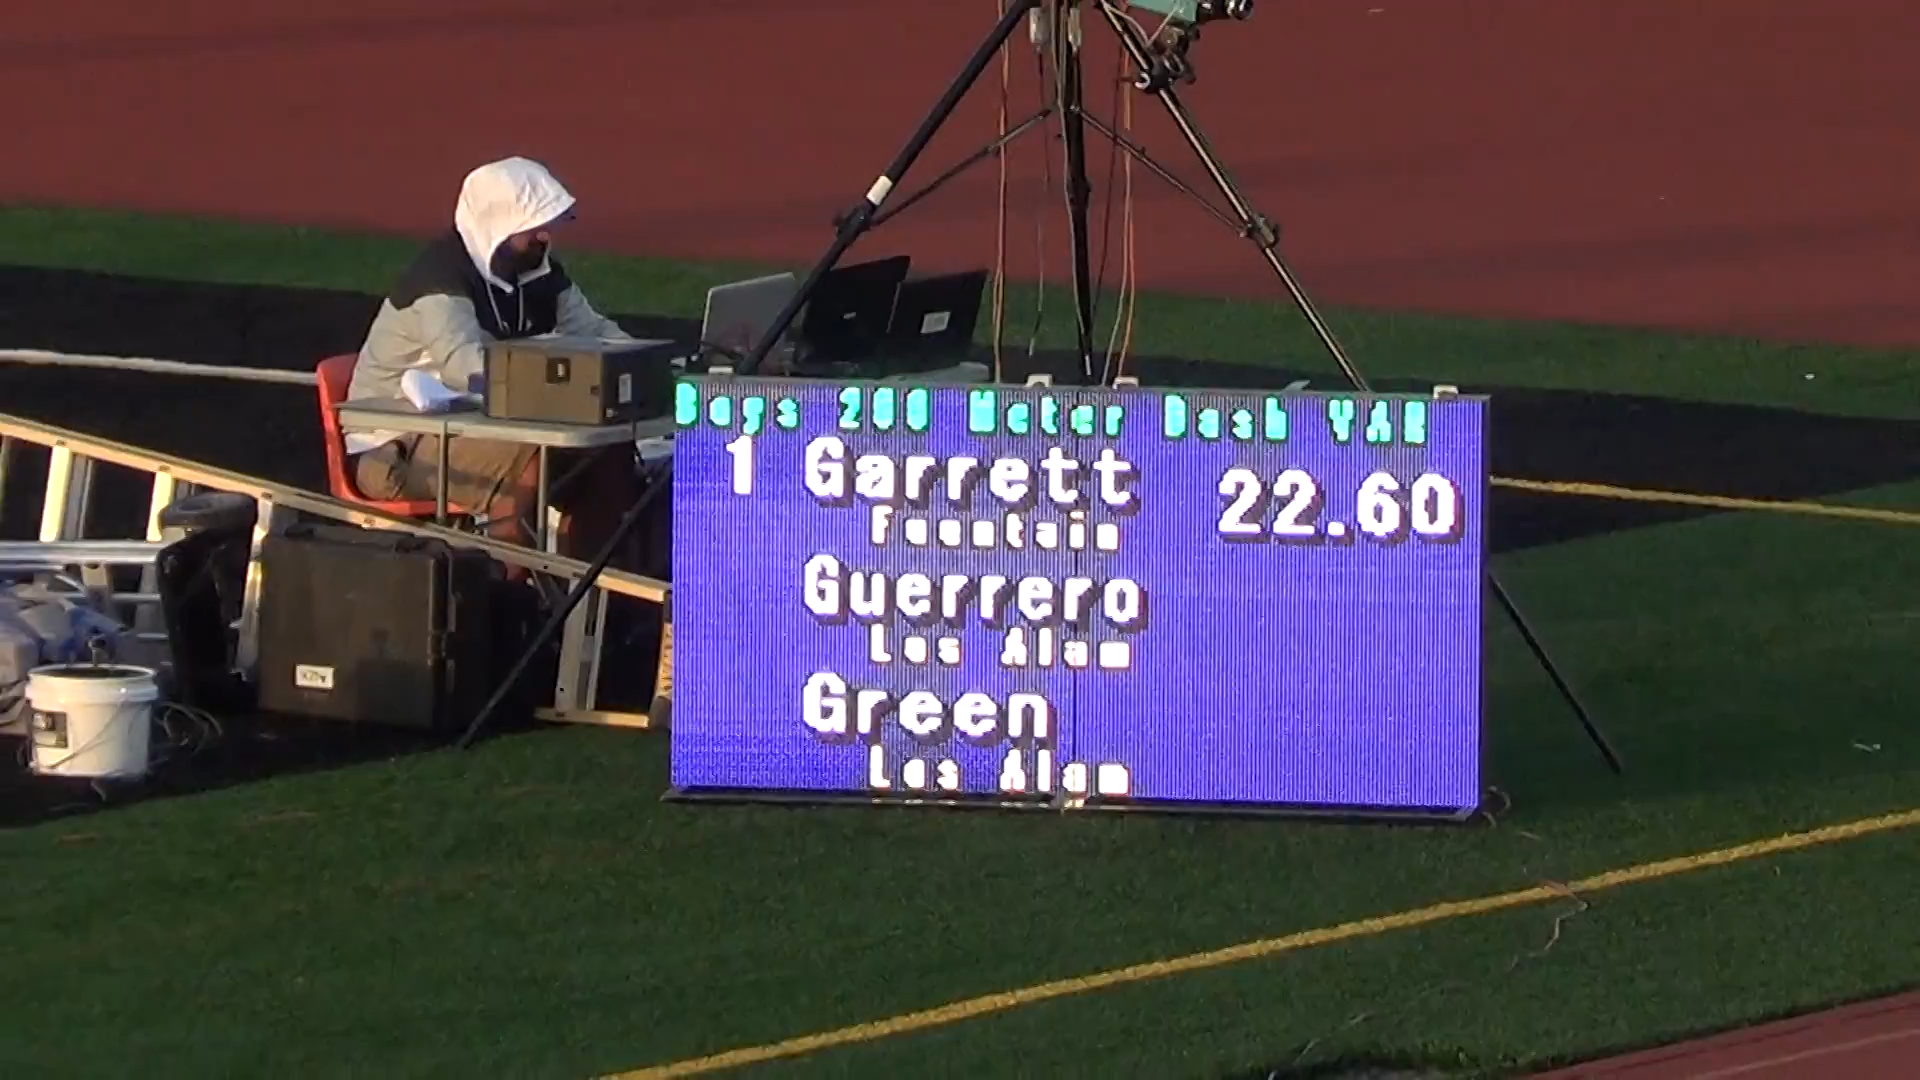 Boys 200 Meter Dash VAR
1 Garrett 22.60
Fountain
Guerrero
Los Alam
Green
Los Alam